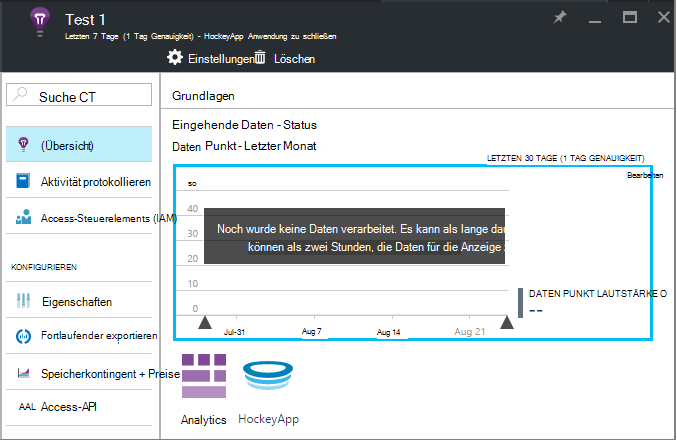 Test 1
Letzten 7 Tage (1 Tag Genauigkeit) - HockeyApp Anwendung zu schließen
Einstellungen
Löschen
Suche CT
(Übersicht)
Aktivität protokollieren
Access-Steuerelements (IAM)
KONFIGURIEREN
Eigenschaften
Fortlaufender exportieren
Speicherkontingent + Preise
AAL Access-API
Grundlagen
Eingehende Daten - Status
Daten Punkt - Letzter Monat
LETZTEN 30 TAGE (1 TAG GENAUIGKEIT)
Bearbeiten
so
40
30
20
10
0
Noch wurde keine Daten verarbeitet. Es kann als lange dau
können als zwei Stunden, die Daten für die Anzeige
Jul-31
Aug 7
Aug 14
Aug 21
DATEN PUNKT LAUTSTÄRKE O
--
Analytics
HockeyApp